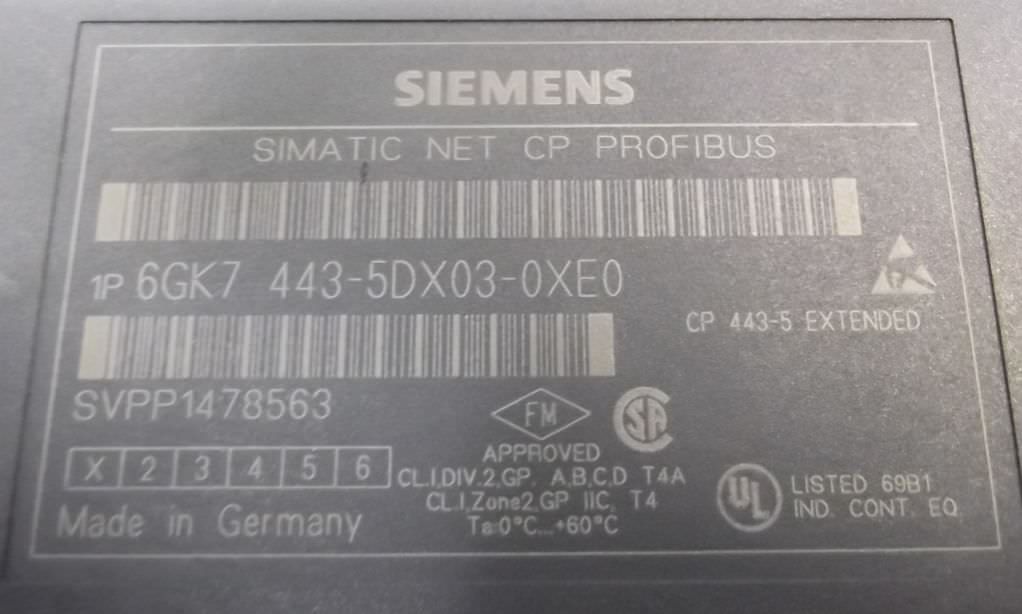 SIEMENS
SIMATIC NET CP PROFIBUS
1P 6GK7 443-5DX03-0XE0
CP 443-5 EXTENDED
SVPP1478563
FM
SA
APPROVED
X 2 3 4 5 6
CL.I,DIV.2,GP. A,B,C,D T4A
CL.I,Zone2,GP IIC, T4
Ta:0°C...+60°C
UL
LISTED 69B1
IND. CONT. EQ
Made in Germany